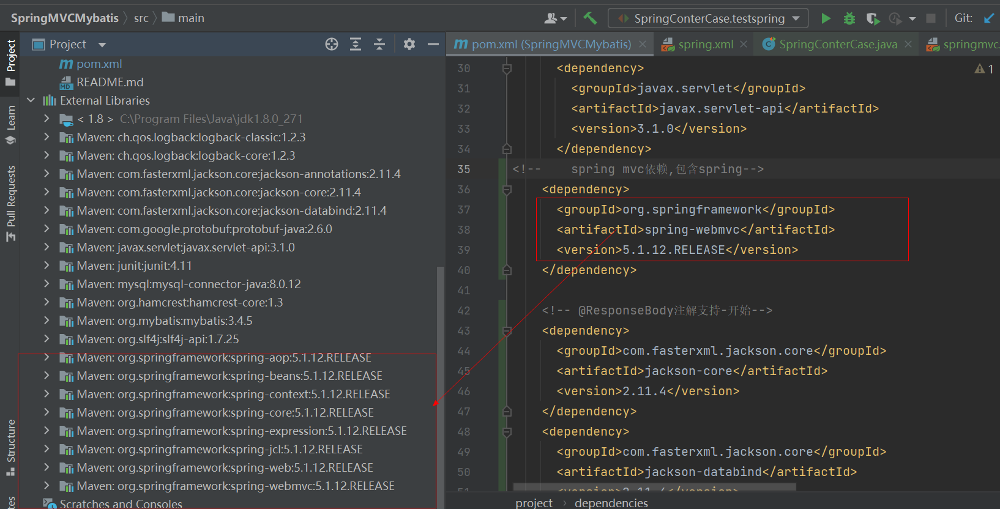 SpringMVCMybatis
src
main
SpringConterCase.testspring
Git:
Project
Project
Learn
Pull Requests
Structure
pom.xml
README.md
External Libraries
< 1.8 > C:\Program Files\Java\jdk1.8.0_271
Maven: ch.qos.logback:logback-classic:1.2.3
Maven: ch.qos.logback:logback-core:1.2.3
Maven: com.fasterxml.jackson.core:jackson-annotations:2.11.4
Maven: com.fasterxml.jackson.core:jackson-core:2.11.4
Maven: com.fasterxml.jackson.core:jackson-databind:2.11.4
Maven: com.google.protobuf:protobuf-java:2.6.0
Maven: javax.servlet:javax.servlet-api:3.1.0
Maven: junit:junit:4.11
Maven: mysql:mysql-connector-java:8.0.12
Maven: org.hamcrest:hamcrest-core:1.3
Maven: org.mybatis:mybatis:3.4.5
Maven: org.slf4j:slf4j-api:1.7.25
Maven: org.springframework:spring-aop:5.1.12.RELEASE
Maven: org.springframework:spring-beans:5.1.12.RELEASE
Maven: org.springframework:spring-context:5.1.12.RELEASE
Maven: org.springframework:spring-core:5.1.12.RELEASE
Maven: org.springframework:spring-expression:5.1.12.RELEASE
Maven: org.springframework:spring-jcl:5.1.12.RELEASE
Maven: org.springframework:spring-web:5.1.12.RELEASE
Maven: org.springframework:spring-webmvc:5.1.12.RELEASE
Scratches and Consoles
pom.xml (SpringMVCMybatis)
spring.xml
SpringConterCase.java
springmvc.
1
30 <dependency>
31 <groupId>javax.servlet</groupId>
32 <artifactId>javax.servlet-api</artifactId>
33 <version>3.1.0</version>
34 </dependency>
35 <!-- spring mvc依赖,包含spring-->
36 <dependency>
37 <groupId>org.springframework</groupId>
38 <artifactId>spring-webmvc</artifactId>
39 <version>5.1.12.RELEASE</version>
40 </dependency>
41
42 <!-- @ResponseBody注解支持-开始-->
43 <dependency>
44 <groupId>com.fasterxml.jackson.core</groupId>
45 <artifactId>jackson-core</artifactId>
46 <version>2.11.4</version>
47 </dependency>
48 <dependency>
49 <groupId>com.fasterxml.jackson.core</groupId>
50 <artifactId>jackson-databind</artifactId>
51 <version>2.11.4</version>
project
dependencies